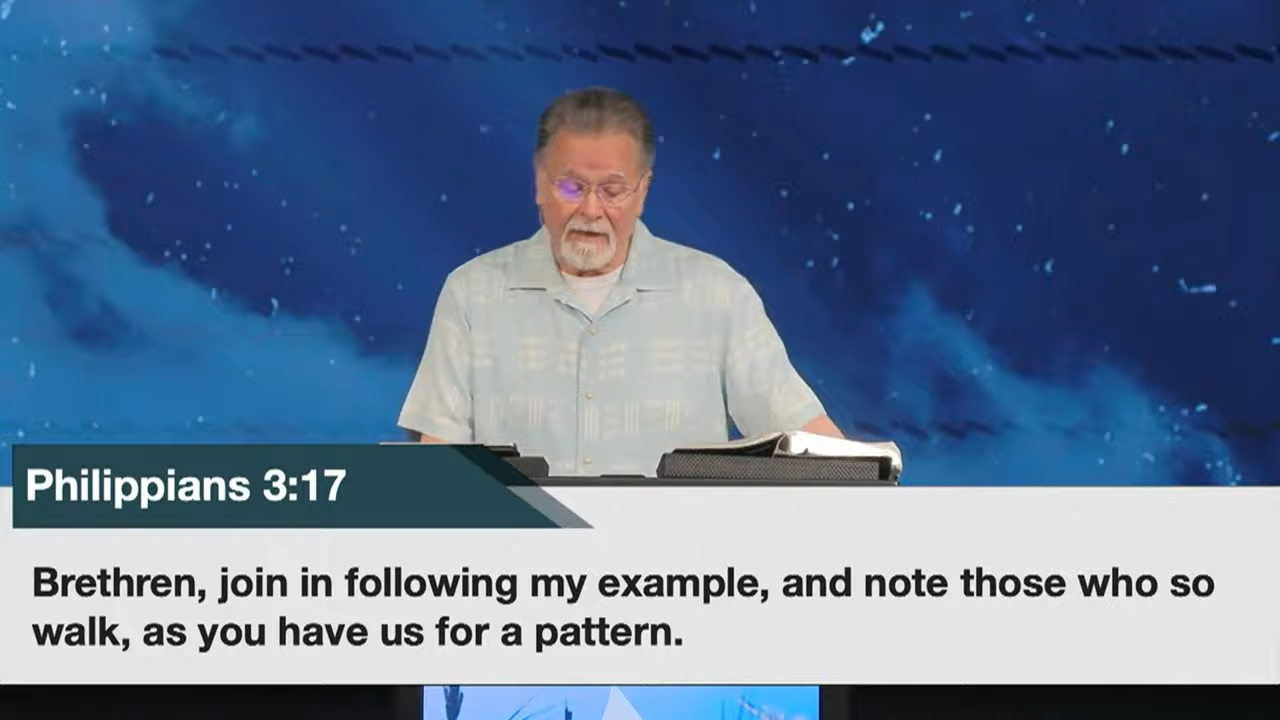 Philippians 3:17
Brethren, join in following my example, and note those who so
walk, as you have us for a pattern.